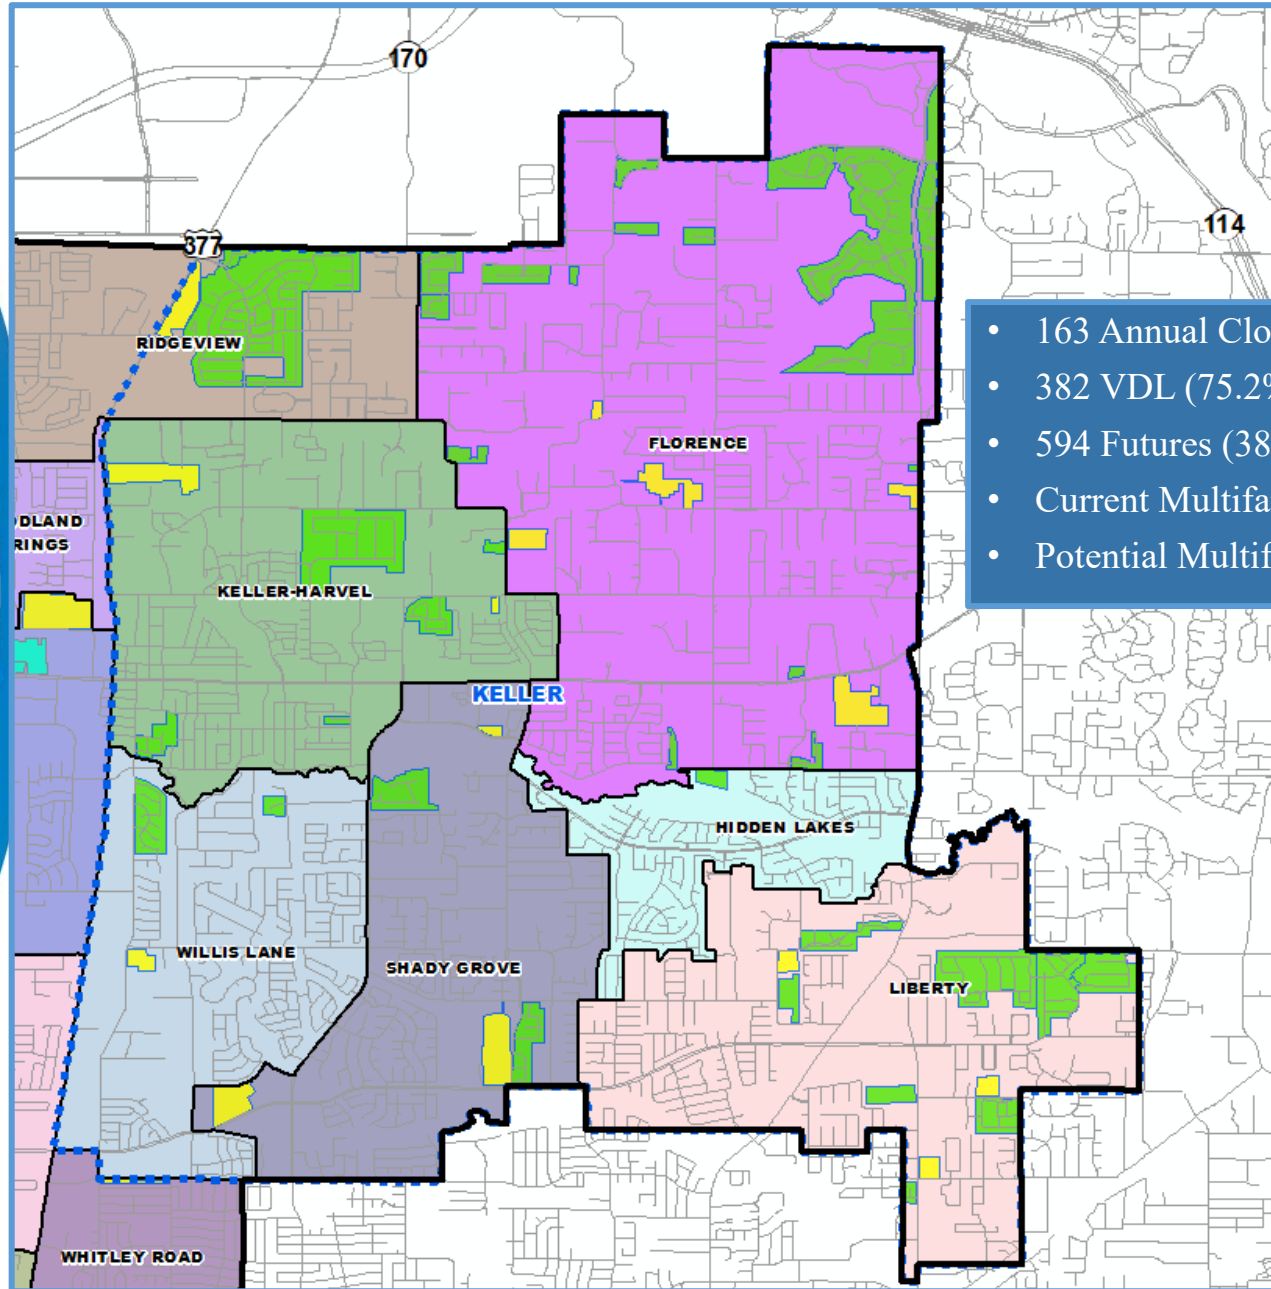 170
114
377
RIDGEVIEW
• 163 Annual Clo
• 382 VDL (75.2%
• 594 Futures (38
• Current Multifa
• Potential Multif
FLORENCE
DLAND
RINGS
KELLER-HARVEL
KELLER
HIDDEN LAKES
WILLIS LANE
SHADY GROVE
LIBERTY
WHITLEY ROAD